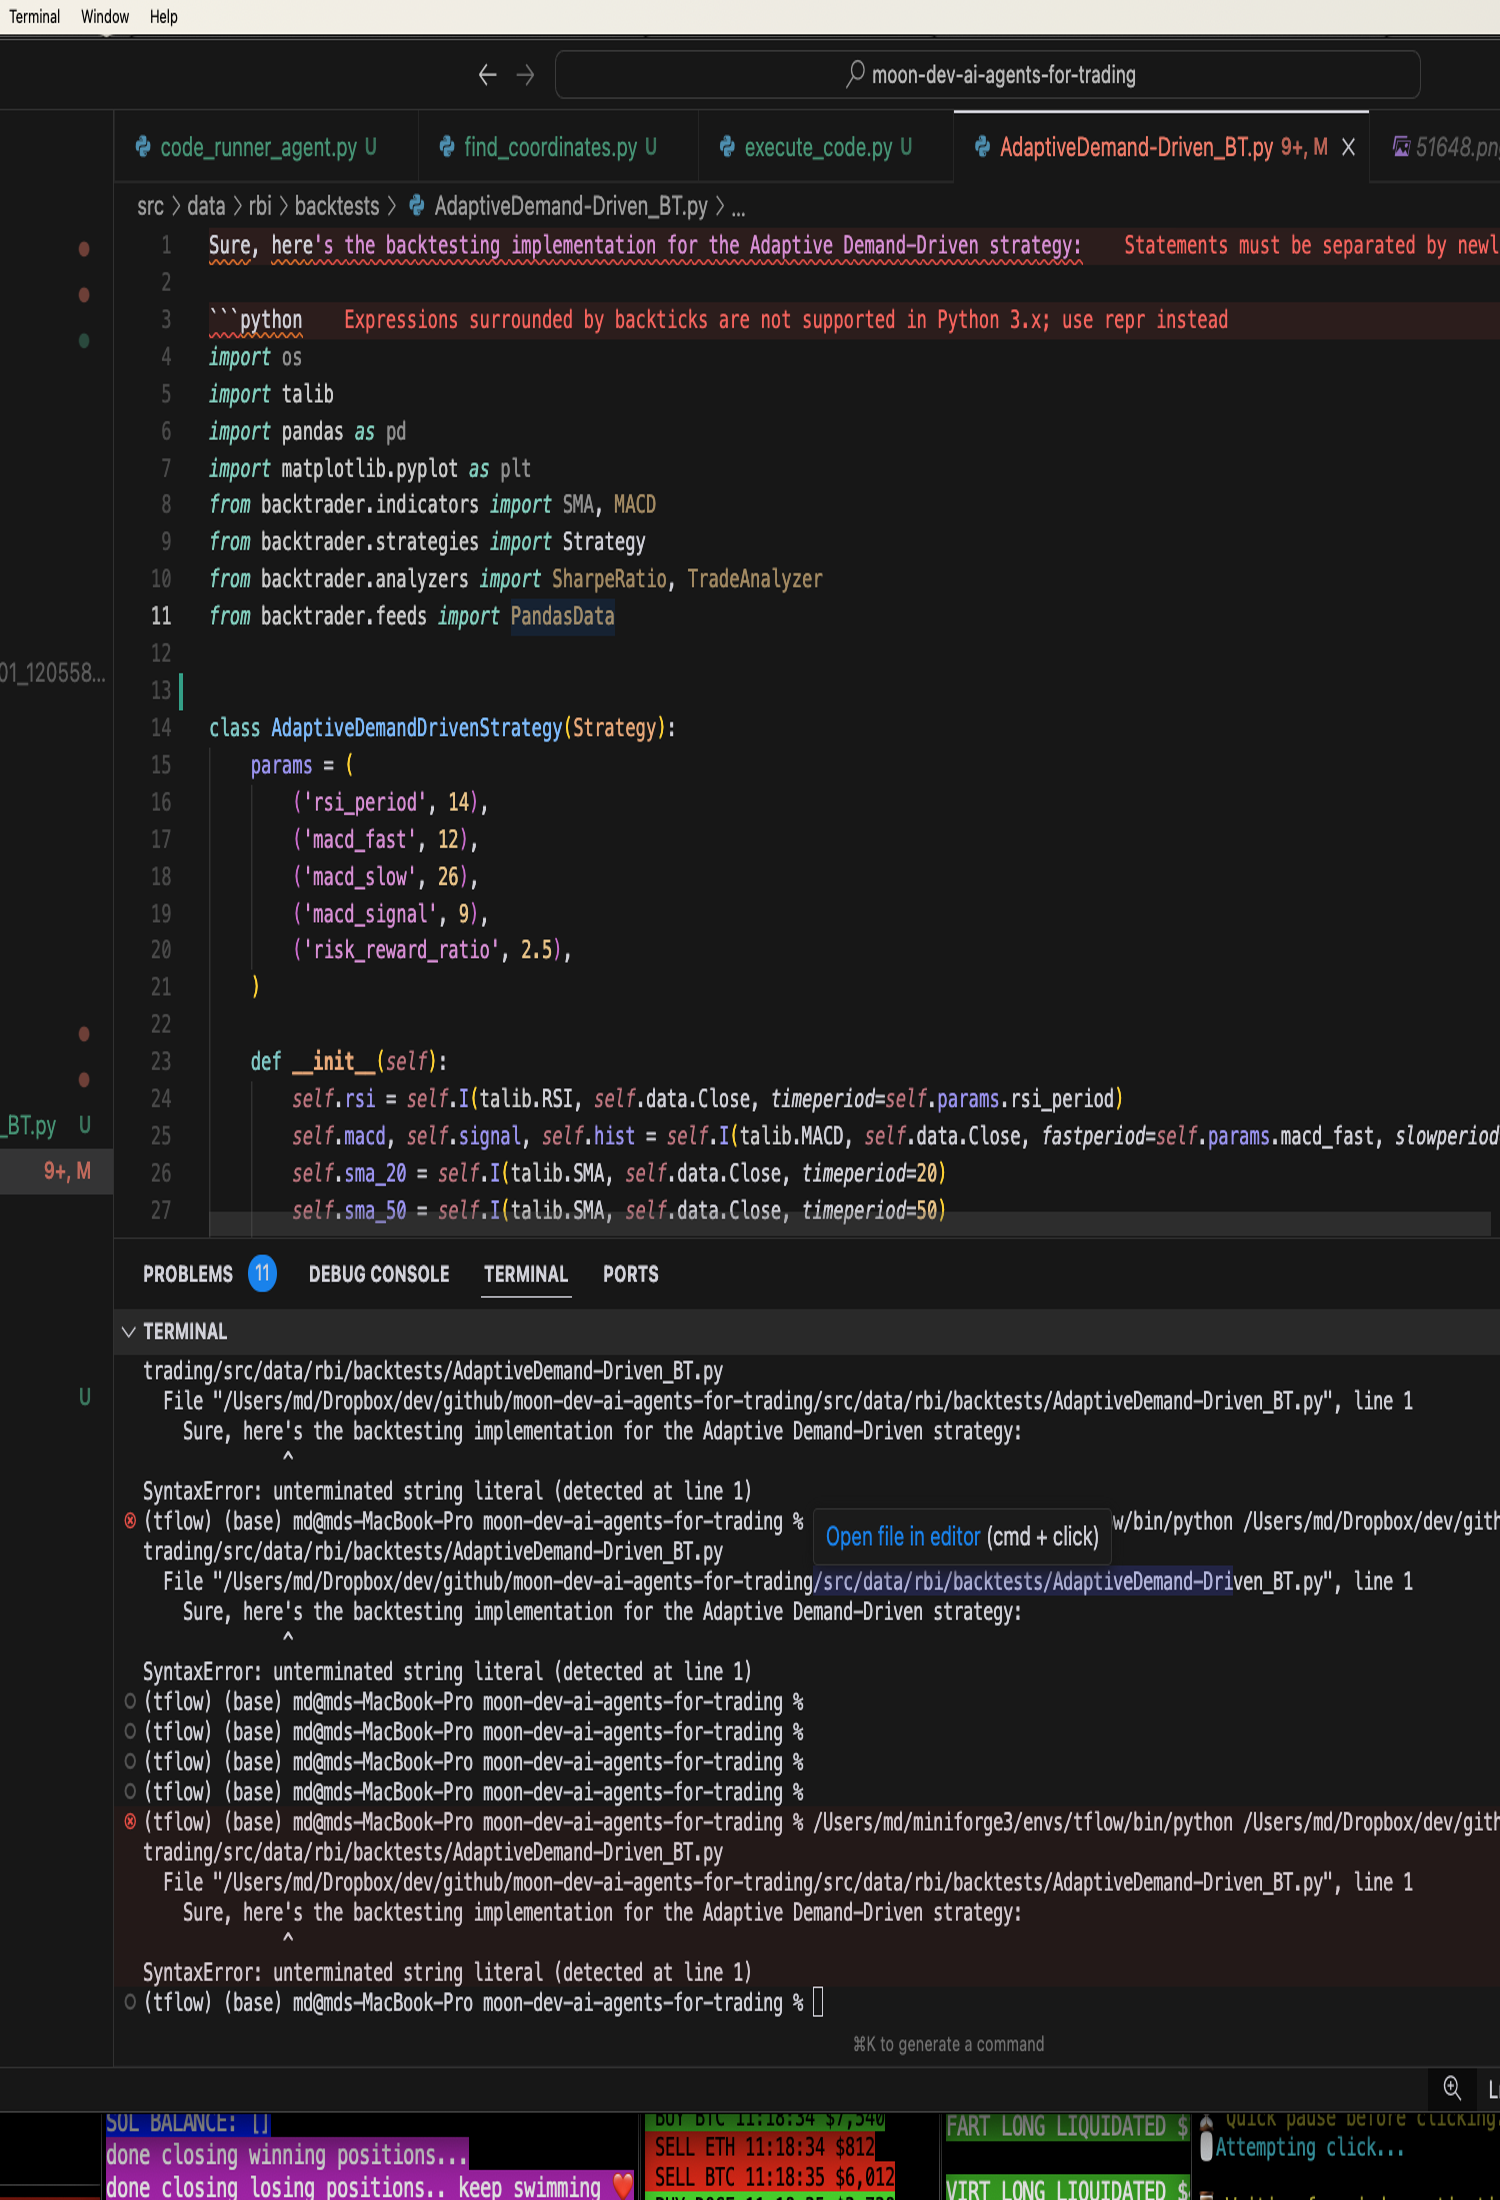 Terminal Window Help
moon-dev-ai-agents-for-trading
code_runner_agent.py U find_coordinates.py U execute_code.py U AdaptiveDemand-Driven_BT.py 9+, M 51648.pn
src > data > rbi > backtests > AdaptiveDemand-Driven_BT.py > ...
1 Sure, here's the backtesting implementation for the Adaptive Demand-Driven strategy: Statements must be separated by newl
2
3 ```python Expressions surrounded by backticks are not supported in Python 3.x; use repr instead
4 import os
5 import talib
6 import pandas as pd
7 import matplotlib.pyplot as plt
8 from backtrader.indicators import SMA, MACD
9 from backtrader.strategies import Strategy
10 from backtrader.analyzers import SharpeRatio, TradeAnalyzer
11 from backtrader.feeds import PandasData
12
01_120558...
13
14 class AdaptiveDemandDrivenStrategy(Strategy):
15 params = (
16 ('rsi_period', 14),
17 ('macd_fast', 12),
18 ('macd_slow', 26),
19 ('macd_signal', 9),
20 ('risk_reward_ratio', 2.5),
21 )
22
23 def __init__(self):
24 self.rsi = self.I(talib.RSI, self.data.Close, timeperiod=self.params.rsi_period)
_BT.py U
25 self.macd, self.signal, self.hist = self.I(talib.MACD, self.data.Close, fastperiod=self.params.macd_fast, slowperiod
9+, M
26 self.sma_20 = self.I(talib.SMA, self.data.Close, timeperiod=20)
27 self.sma_50 = self.I(talib.SMA, self.data.Close, timeperiod=50)
PROBLEMS 11 DEBUG CONSOLE TERMINAL PORTS
TERMINAL
trading/src/data/rbi/backtests/AdaptiveDemand-Driven_BT.py
U
File "/Users/md/Dropbox/dev/github/moon-dev-ai-agents-for-trading/src/data/rbi/backtests/AdaptiveDemand-Driven_BT.py", line 1
Sure, here's the backtesting implementation for the Adaptive Demand-Driven strategy:
^
SyntaxError: unterminated string literal (detected at line 1)
(tflow) (base) md@mds-MacBook-Pro moon-dev-ai-agents-for-trading % w/bin/python /Users/md/Dropbox/dev/gith
Open file in editor (cmd + click)
trading/src/data/rbi/backtests/AdaptiveDemand-Driven_BT.py
File "/Users/md/Dropbox/dev/github/moon-dev-ai-agents-for-trading/src/data/rbi/backtests/AdaptiveDemand-Driven_BT.py", line 1
Sure, here's the backtesting implementation for the Adaptive Demand-Driven strategy:
^
SyntaxError: unterminated string literal (detected at line 1)
(tflow) (base) md@mds-MacBook-Pro moon-dev-ai-agents-for-trading %
(tflow) (base) md@mds-MacBook-Pro moon-dev-ai-agents-for-trading %
(tflow) (base) md@mds-MacBook-Pro moon-dev-ai-agents-for-trading %
(tflow) (base) md@mds-MacBook-Pro moon-dev-ai-agents-for-trading %
(tflow) (base) md@mds-MacBook-Pro moon-dev-ai-agents-for-trading % /Users/md/miniforge3/envs/tflow/bin/python /Users/md/Dropbox/dev/gith
trading/src/data/rbi/backtests/AdaptiveDemand-Driven_BT.py
File "/Users/md/Dropbox/dev/github/moon-dev-ai-agents-for-trading/src/data/rbi/backtests/AdaptiveDemand-Driven_BT.py", line 1
Sure, here's the backtesting implementation for the Adaptive Demand-Driven strategy:
^
SyntaxError: unterminated string literal (detected at line 1)
(tflow) (base) md@mds-MacBook-Pro moon-dev-ai-agents-for-trading %
⌘K to generate a command
SOL BALANCE: []
done closing winning positions...
done closing losing positions.. keep swimming ❤️
BUY BTC 11:18:34 $7,540
SELL ETH 11:18:34 $812
SELL BTC 11:18:35 $6,012
FART LONG LIQUIDATED $
VIRT LONG LIQUIDATED $
Quick pause before clicking
Attempting click...